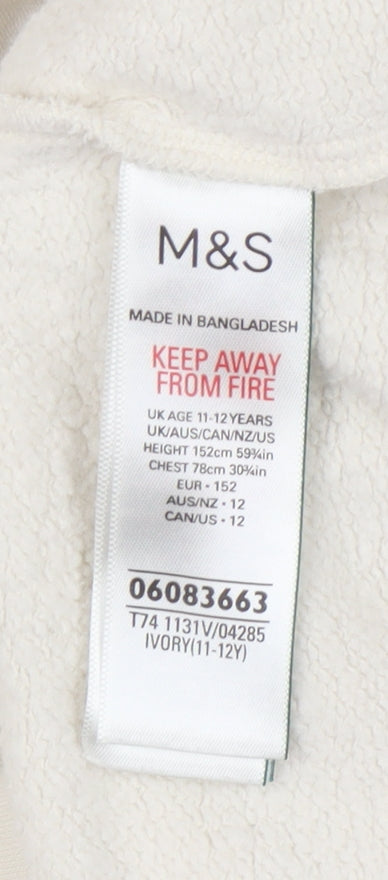 M&S
MADE IN BANGLADESH
KEEP AWAY
FROM FIRE
UK AGE 11-12 YEARS
UK/AUS/CAN/NZ/US
HEIGHT 152cm 59¾in
CHEST 78cm 30¾in
EUR • 152
AUS/NZ • 12
CAN/US • 12
06083663
T74 1131V/04285
IVORY(11-12Y)